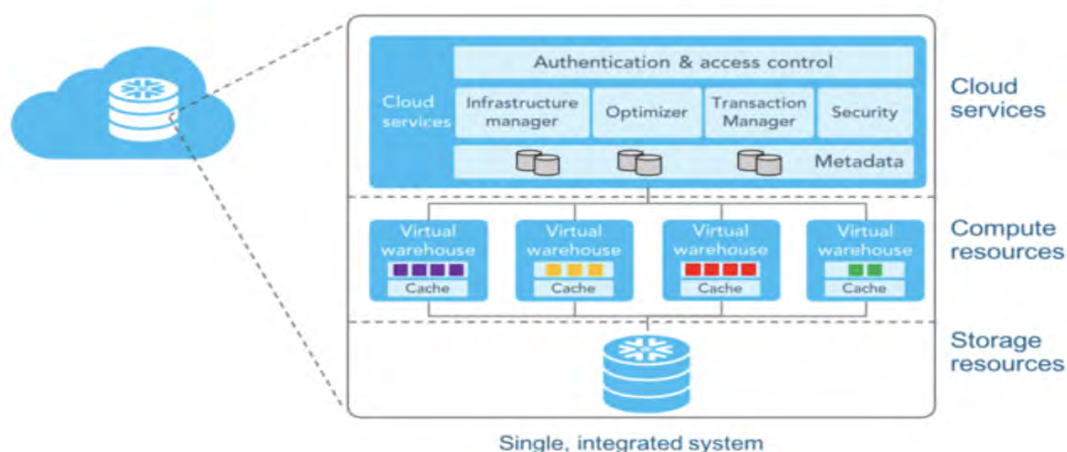 Authentication & access control
Cloud
services
Infrastructure
manager
Optimizer
Transaction
Manager
Security
Metadata
Cloud
services
Virtual
warehouse
Cache
Virtual
warehouse
Cache
Virtual
warehouse
Cache
Virtual
warehouse
Cache
Compute
resources
Storage
resources
Single, integrated system